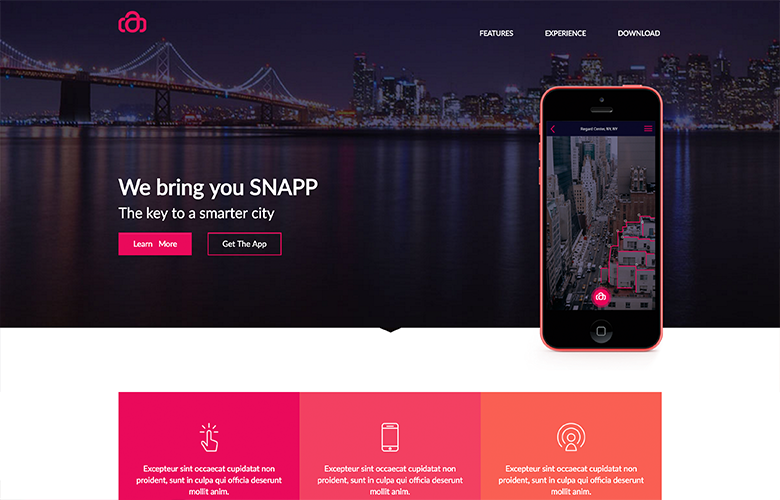 FEATURES EXPERIENCE DOWNLOAD
Regard Center, NY, NY
We bring you SNAPP
The key to a smarter city
Learn More Get The App
Excepteur sint occaecat cupidatat non
proident, sunt in culpa qui officia deserunt
mollit anim.
Excepteur sint occaecat cupidatat non
proident, sunt in culpa qui officia deserunt
mollit anim.
Excepteur sint occaecat cupidatat non
proident, sunt in culpa qui officia deserunt
mollit anim.